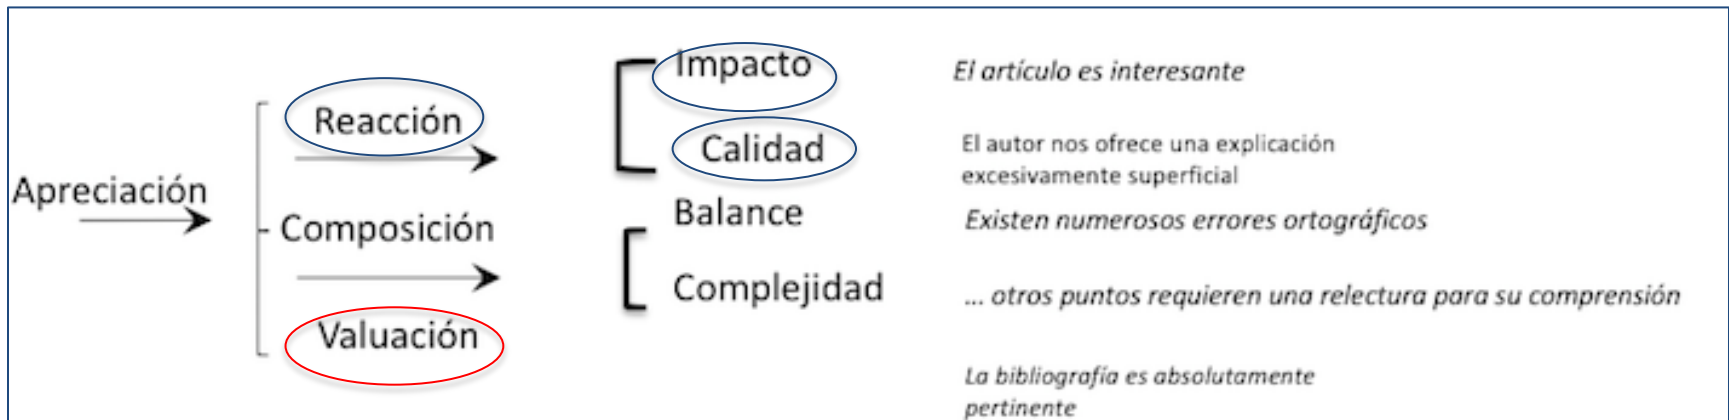 Impacto
El artículo es interesante
Reacción
Calidad
El autor nos ofrece una explicación
excesivamente superficial
Apreciación
Balance
Existen numerosos errores ortográficos
Composición
Complejidad
... otros puntos requieren una relectura para su comprensión
Valuación
La bibliografía es absolutamente
pertinente